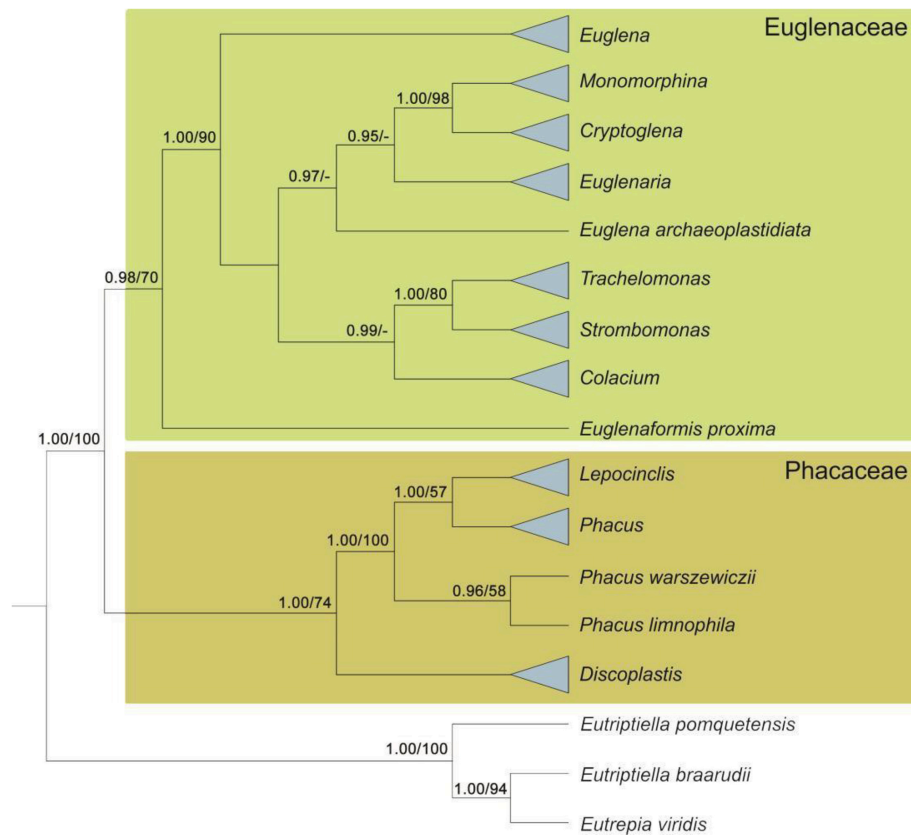 Euglenaceae
Euglena
Monomorphina
1.00/98
Cryptoglena
1.00/90
0.95/-
Euglenaria
0.97/-
Euglena archaeoplastidiata
0.98/70
Trachelomonas
1.00/80
Strombomonas
0.99/-
Colacium
Euglenaformis proxima
1.00/100
Phacaceae
Lepocinclis
1.00/57
Phacus
1.00/100
Phacus warszewiczii
0.96/58
1.00/74
Phacus limnophila
Discoplastis
Eutriptiella pomquetensis
1.00/100
Eutriptiella braarudii
1.00/94
Eutrepia viridis